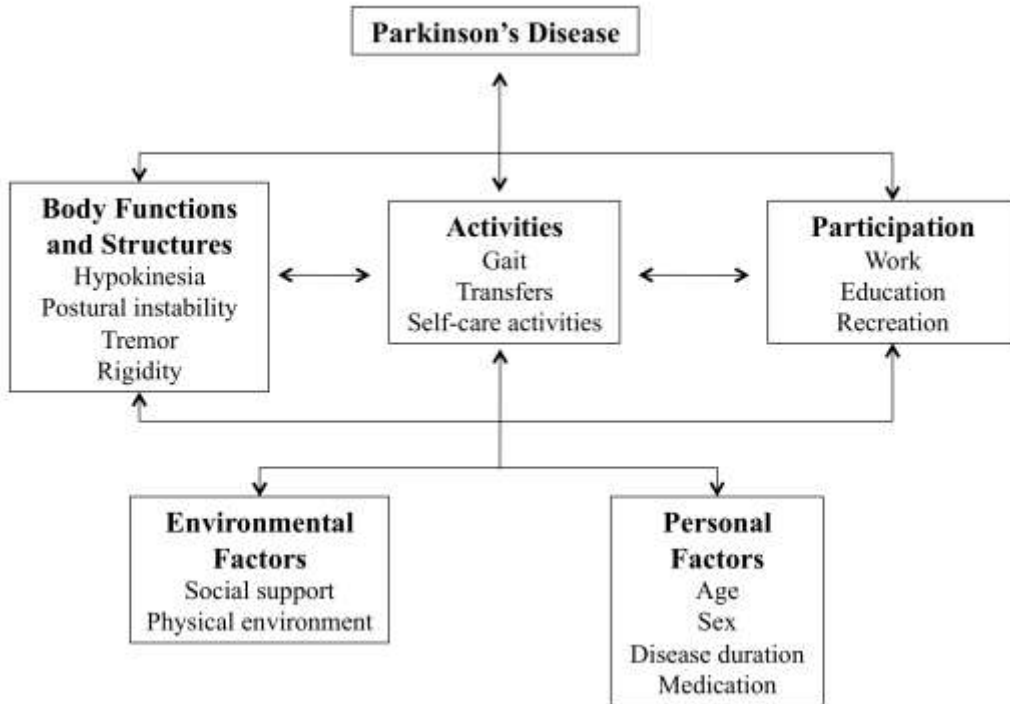 Parkinson’s Disease
Body Functions
and Structures
Hypokinesia
Postural instability
Tremor
Rigidity
Activities
Gait
Transfers
Self-care activities
Participation
Work
Education
Recreation
Environmental
Factors
Social support
Physical environment
Personal
Factors
Age
Sex
Disease duration
Medication